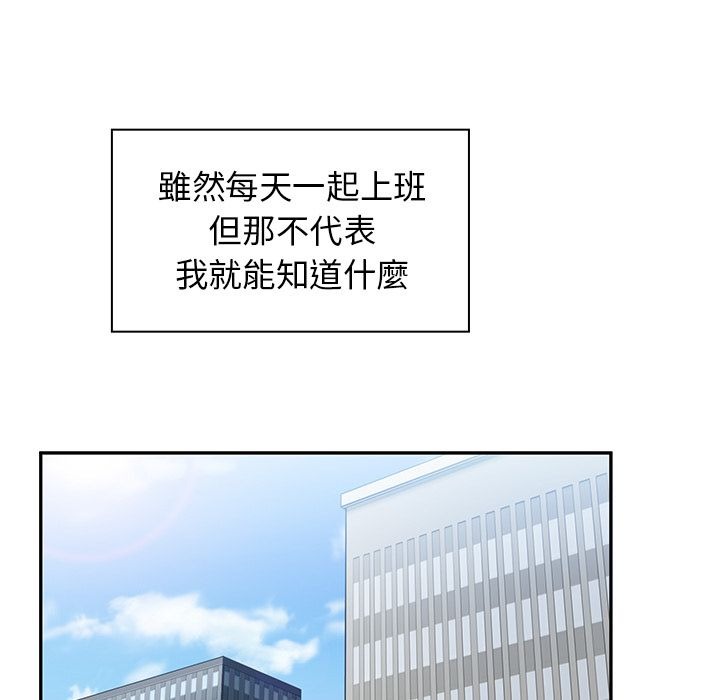 雖然每天一起上班
但那不代表
我就能知道什麼